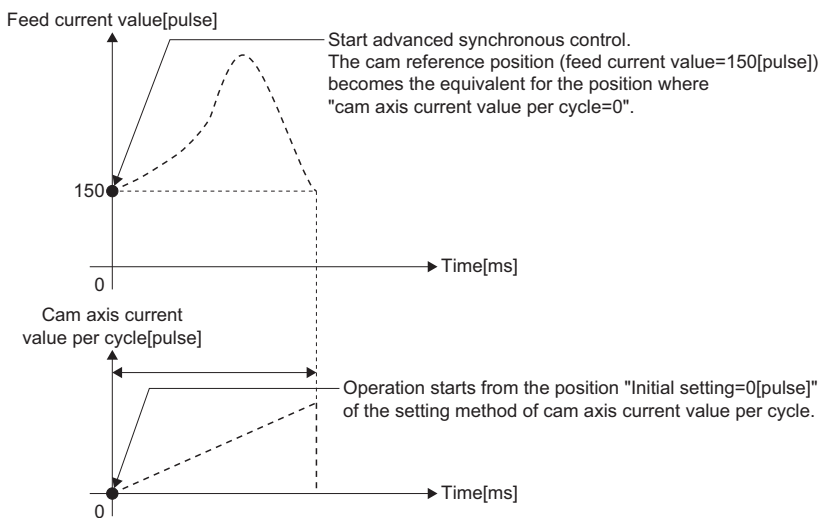 Feed current value[pulse]
Start advanced synchronous control.
The cam reference position (feed current value=150[pulse])
becomes the equivalent for the position where
"cam axis current value per cycle=0".
150
Time[ms]
0
Cam axis current
value per cycle[pulse]
Operation starts from the position "Initial setting=0[pulse]"
of the setting method of cam axis current value per cycle.
Time[ms]
0